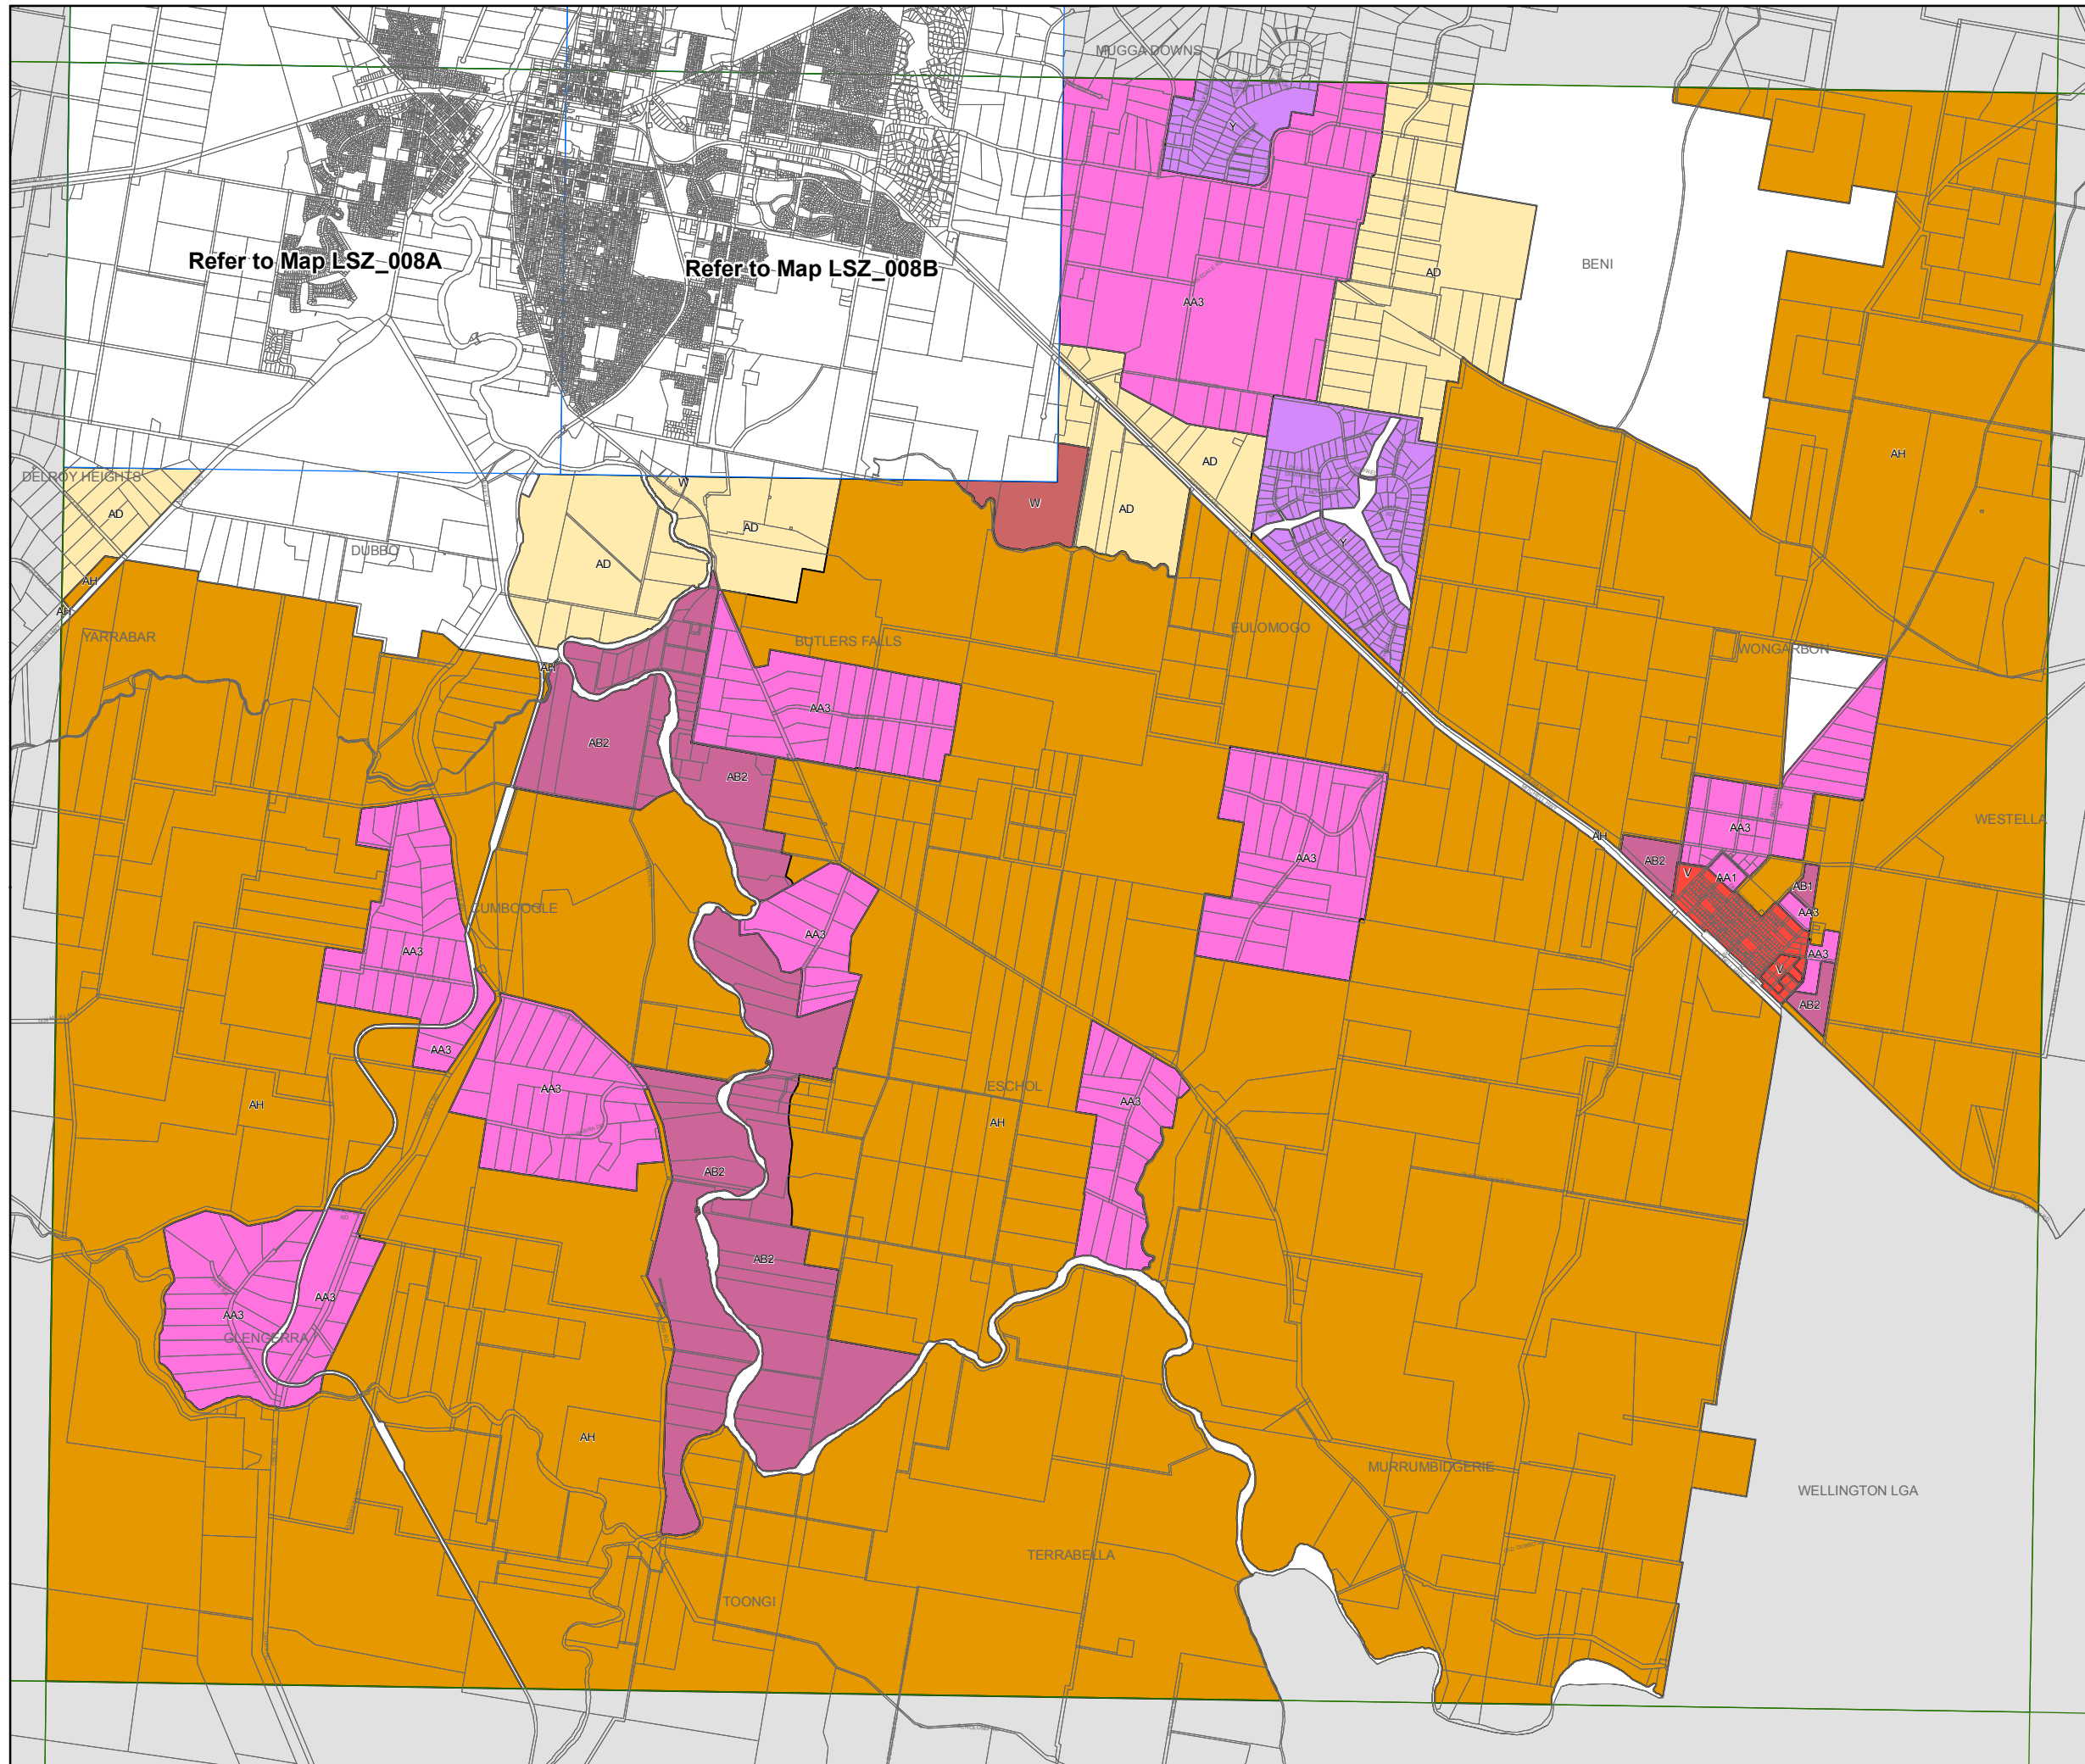 MUGGA DOWNS
Y
Refer to Map LSZ_008A
Refer to Map LSZ_008B
BENI
AD
AA3
AH
AD
DELROY HEIGHTS
AD
W
AD
W
AD
DUBBO
AD
Y
AH
AH
YARRABAR
BUTLERS FALLS
EULOMOGO
WONGARBON
AH
AA3
AB2
AB2
WESTELLA
AA3
AH
AA3
AB2
V
AA1
AB1
CUMBOOGLE
AA3
AA3
AA3
AA3
V
AB2
AA3
ESCHOL
AA3
AA3
AH
AH
AB2
AB2
AA3
AA3
GLENGERRA
AH
MURRUMBIDGERIE
WELLINGTON LGA
TERRABELLA
TOONGI